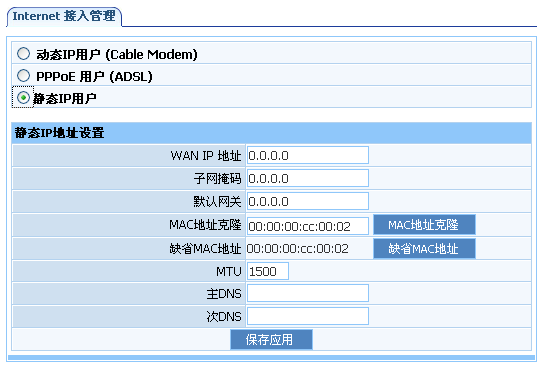 Internet 接入管理
动态IP用户 (Cable Modem)
PPPoE 用户 (ADSL)
静态IP用户
静态IP地址设置
WAN IP 地址 0.0.0.0
子网掩码 0.0.0.0
默认网关 0.0.0.0
MAC地址克隆 00:00:00:cc:00:02 MAC地址克隆
缺省MAC地址 00:00:00:cc:00:02 缺省MAC地址
MTU 1500
主DNS
次DNS
保存应用